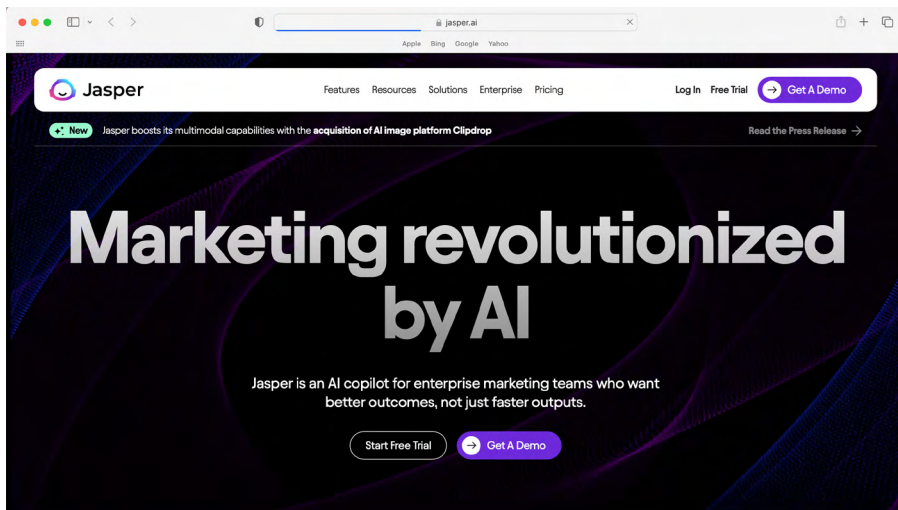 jasper.ai
Apple Bing Google Yahoo
Jasper
Features Resources Solutions Enterprise Pricing
Log In Free Trial Get A Demo
New Jasper boosts its multimodal capabilities with the acquisition of AI image platform Clipdrop
Read the Press Release
Marketing revolutionized
by AI
Jasper is an AI copilot for enterprise marketing teams who want
better outcomes, not just faster outputs.
Start Free Trial Get A Demo